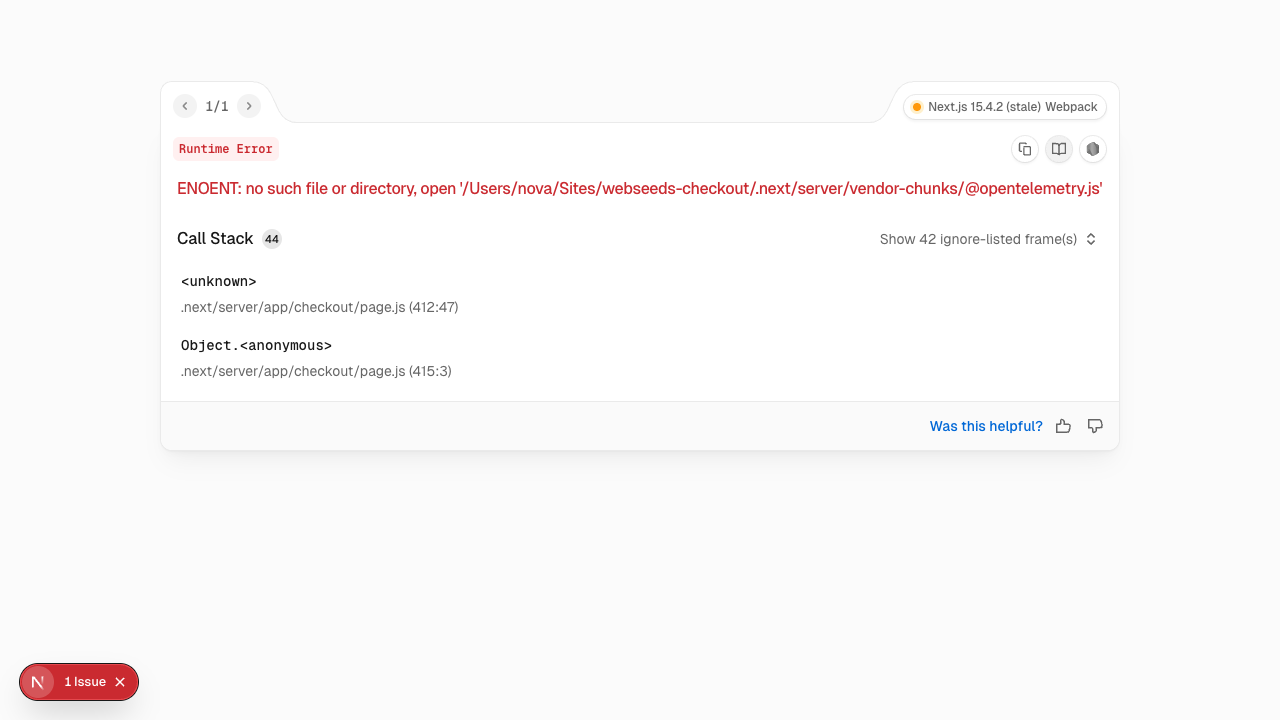 1/1
Next.js 15.4.2 (stale) Webpack
Runtime Error
ENOENT: no such file or directory, open '/Users/nova/Sites/webseeds-checkout/.next/server/vendor-chunks/@opentelemetry.js'
Call Stack 44
Show 42 ignore-listed frame(s)
<unknown>
.next/server/app/checkout/page.js (412:47)
Object.<anonymous>
.next/server/app/checkout/page.js (415:3)
Was this helpful?
N 1 Issue